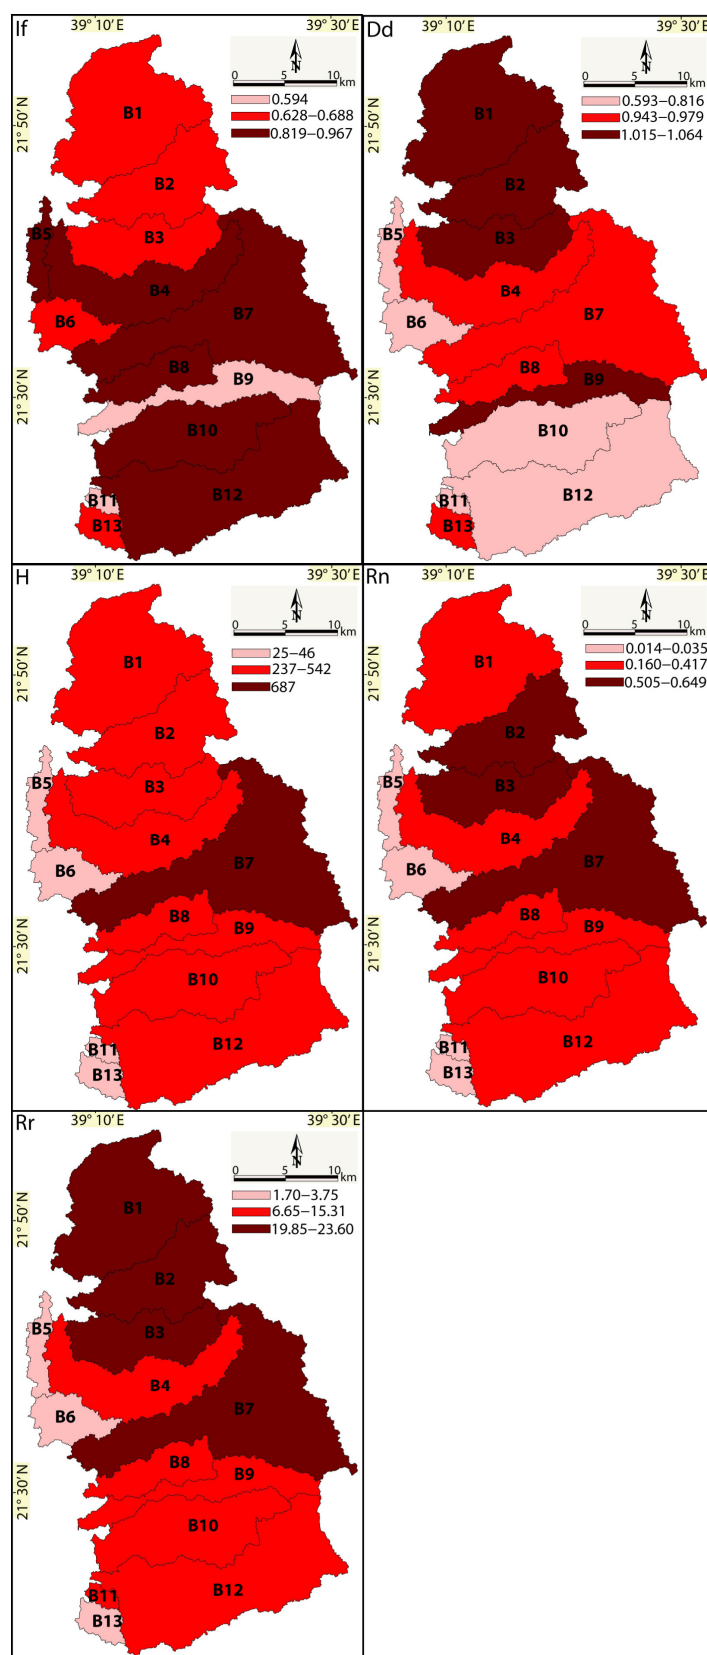 If
39° 10′ E
39° 30′ E
N
0 5 10
km
0.594
0.628–0.688
0.819–0.967
21° 50′ N
21° 30′ N
B1
B2
B3
B5
B4
B6
B7
B8
B9
B10
B11
B12
B13
Dd
39° 10′ E
39° 30′ E
N
0 5 10
km
0.593–0.816
0.943–0.979
1.015–1.064
21° 50′ N
21° 30′ N
B1
B2
B3
B5
B4
B6
B7
B8
B9
B10
B11
B12
B13
H
39° 10′ E
39° 30′ E
N
0 5 10
km
25–46
237–542
687
21° 50′ N
21° 30′ N
B1
B2
B3
B5
B4
B6
B7
B8
B9
B10
B11
B12
B13
Rn
39° 10′ E
39° 30′ E
N
0 5 10
km
0.014–0.035
0.160–0.417
0.505–0.649
21° 50′ N
21° 30′ N
B1
B2
B3
B5
B4
B6
B7
B8
B9
B10
B11
B12
B13
Rr
39° 10′ E
39° 30′ E
N
0 5 10
km
1.70–3.75
6.65–15.31
19.85–23.60
21° 50′ N
21° 30′ N
B1
B2
B3
B5
B4
B6
B7
B8
B9
B10
B11
B12
B13